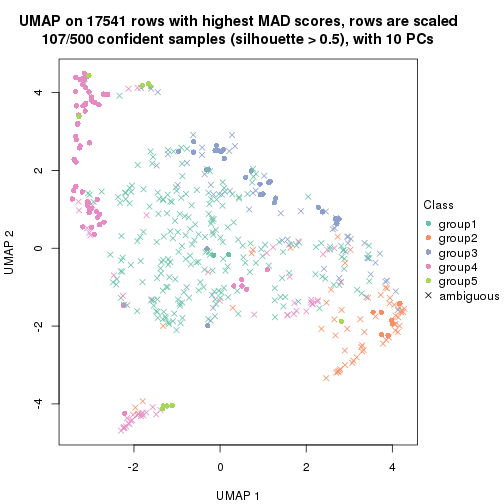 UMAP on 17541 rows with highest MAD scores, rows are scaled
107/500 confident samples (silhouette > 0.5), with 10 PCs
4
2
0
-2
-4
UMAP 2
-2
0
2
4
UMAP 1
Class
group1
group2
group3
group4
group5
ambiguous